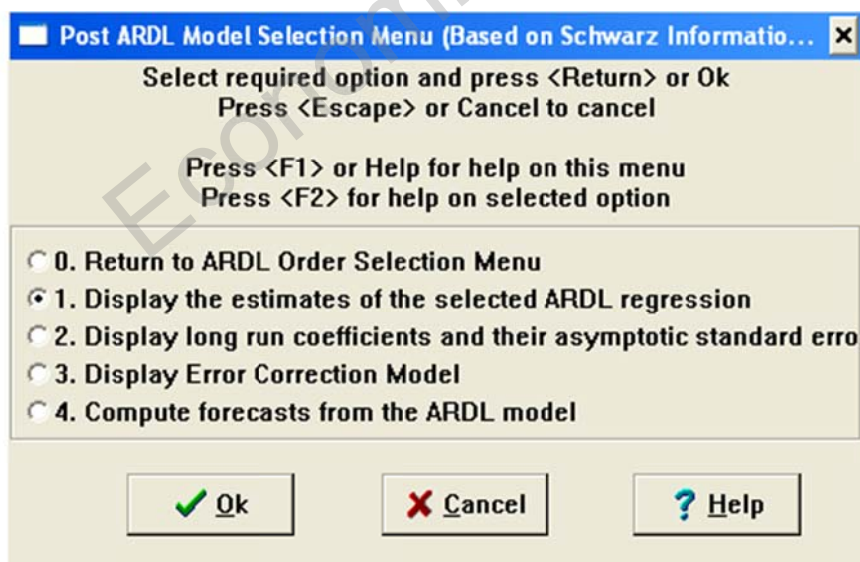 Post ARDL Model Selection Menu (Based on Schwarz Informatio...
Select required option and press <Return> or Ok
Press <Escape> or Cancel to cancel
Press <F1> or Help for help on this menu
Press <F2> for help on selected option
0. Return to ARDL Order Selection Menu
1. Display the estimates of the selected ARDL regression
2. Display long run coefficients and their asymptotic standard erro
3. Display Error Correction Model
4. Compute forecasts from the ARDL model
Ok
Cancel
? Help
Econom